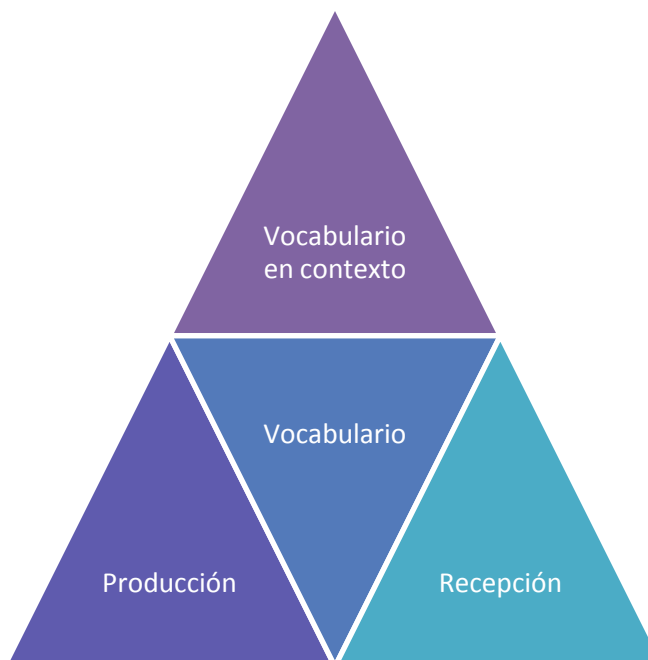 Vocabulario
en contexto
Vocabulario
Producción
Recepción